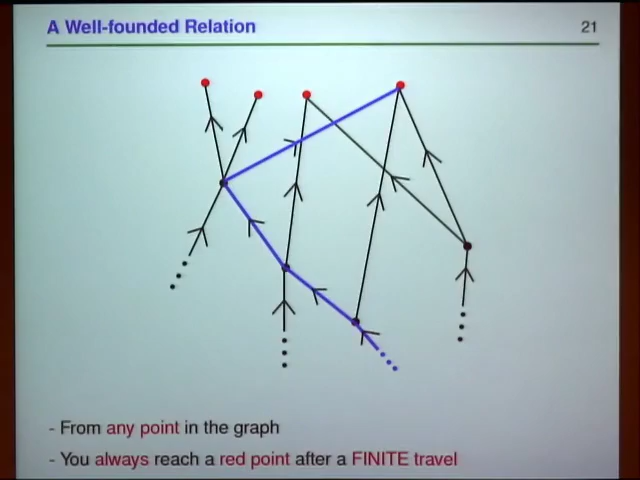 A Well-founded Relation
21
- From any point in the graph
- You always reach a red point after a FINITE travel